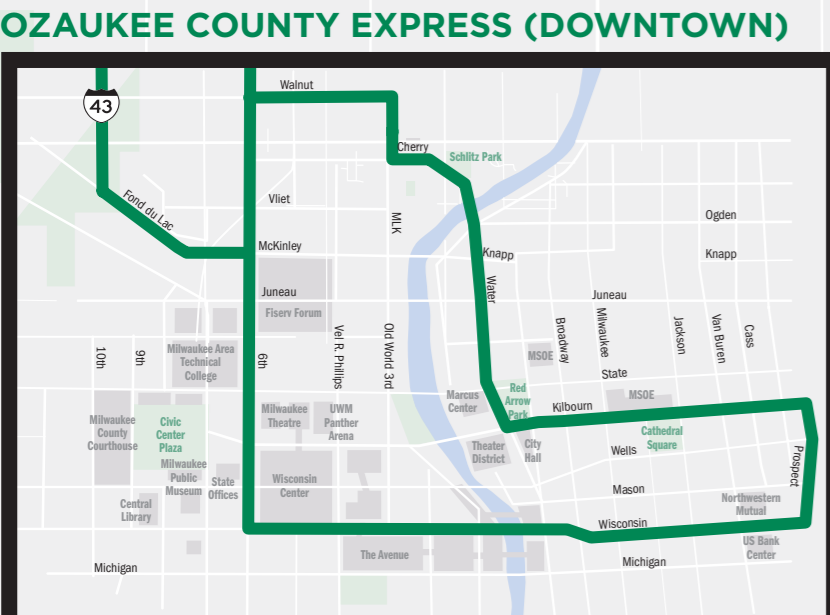 OZAUKEE COUNTY EXPRESS (DOWNTOWN)
43
Walnut
Cherry
Schlitz Park
Fond du Lac
Vliet
MLK
Ogden
McKinley
Knapp
Knapp
Water
Juneau
Juneau
Fiserv Forum
10th
9th
Milwaukee Area
Technical
College
6th
Vel R. Phillips
Old World 3rd
Broadway
Milwaukee
Jackson
Van Buren
Cass
MSOE
State
MSOE
Marcus
Center
Red
Arrow
Park
Kilbourn
Milwaukee
County
Courthouse
Civic
Center
Plaza
Milwaukee
Theatre
UWM
Panther
Arena
Theater
District
City
Hall
Wells
Cathedral
Square
Prospect
Milwaukee
Public
Museum
State
Offices
Wisconsin
Center
Mason
Central
Library
Northwestern
Mutual
Wisconsin
The Avenue
US Bank
Center
Michigan
Michigan